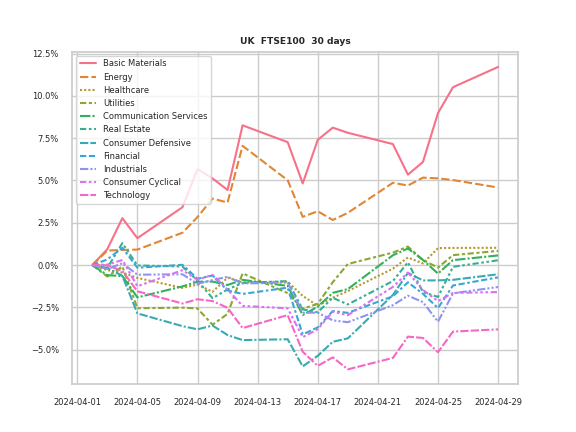 UK FTSE100 30 days
12.5%
10.0%
7.5%
5.0%
2.5%
0.0%
−2.5%
−5.0%
Basic Materials
Energy
Healthcare
Utilities
Communication Services
Real Estate
Consumer Defensive
Financial
Industrials
Consumer Cyclical
Technology
2024-04-01 2024-04-05 2024-04-09 2024-04-13 2024-04-17 2024-04-21 2024-04-25 2024-04-29